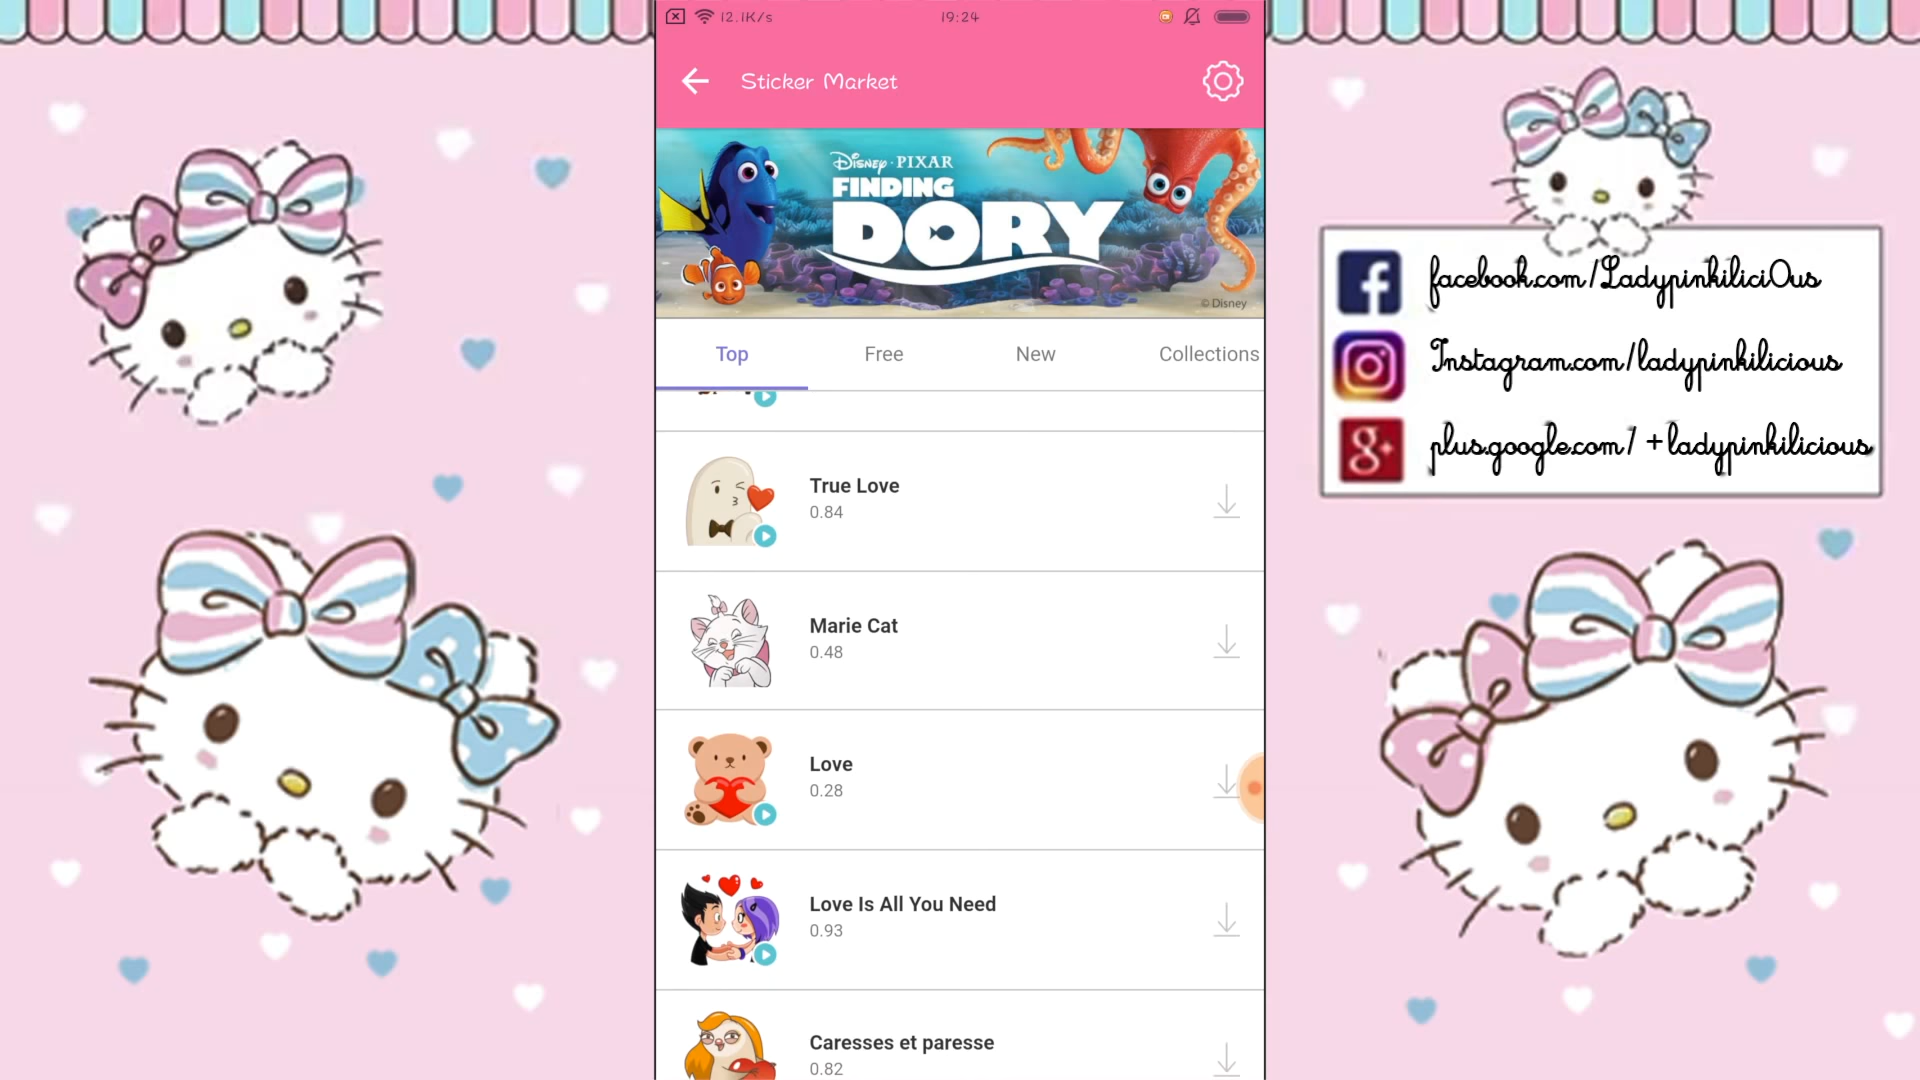 12.1K/s
19:24
Sticker Market
Disney·PIXAR
FINDING
DORY
© Disney
Top
Free
New
Collections
True Love
0.84
Marie Cat
0.48
Love
0.28
Love Is All You Need
0.93
Caresses et paresse
0.82
facebook.com/LadypinkiliciOus
Instagram.com/ladypinkilicious
plus.google.com/+ladypinkilicious